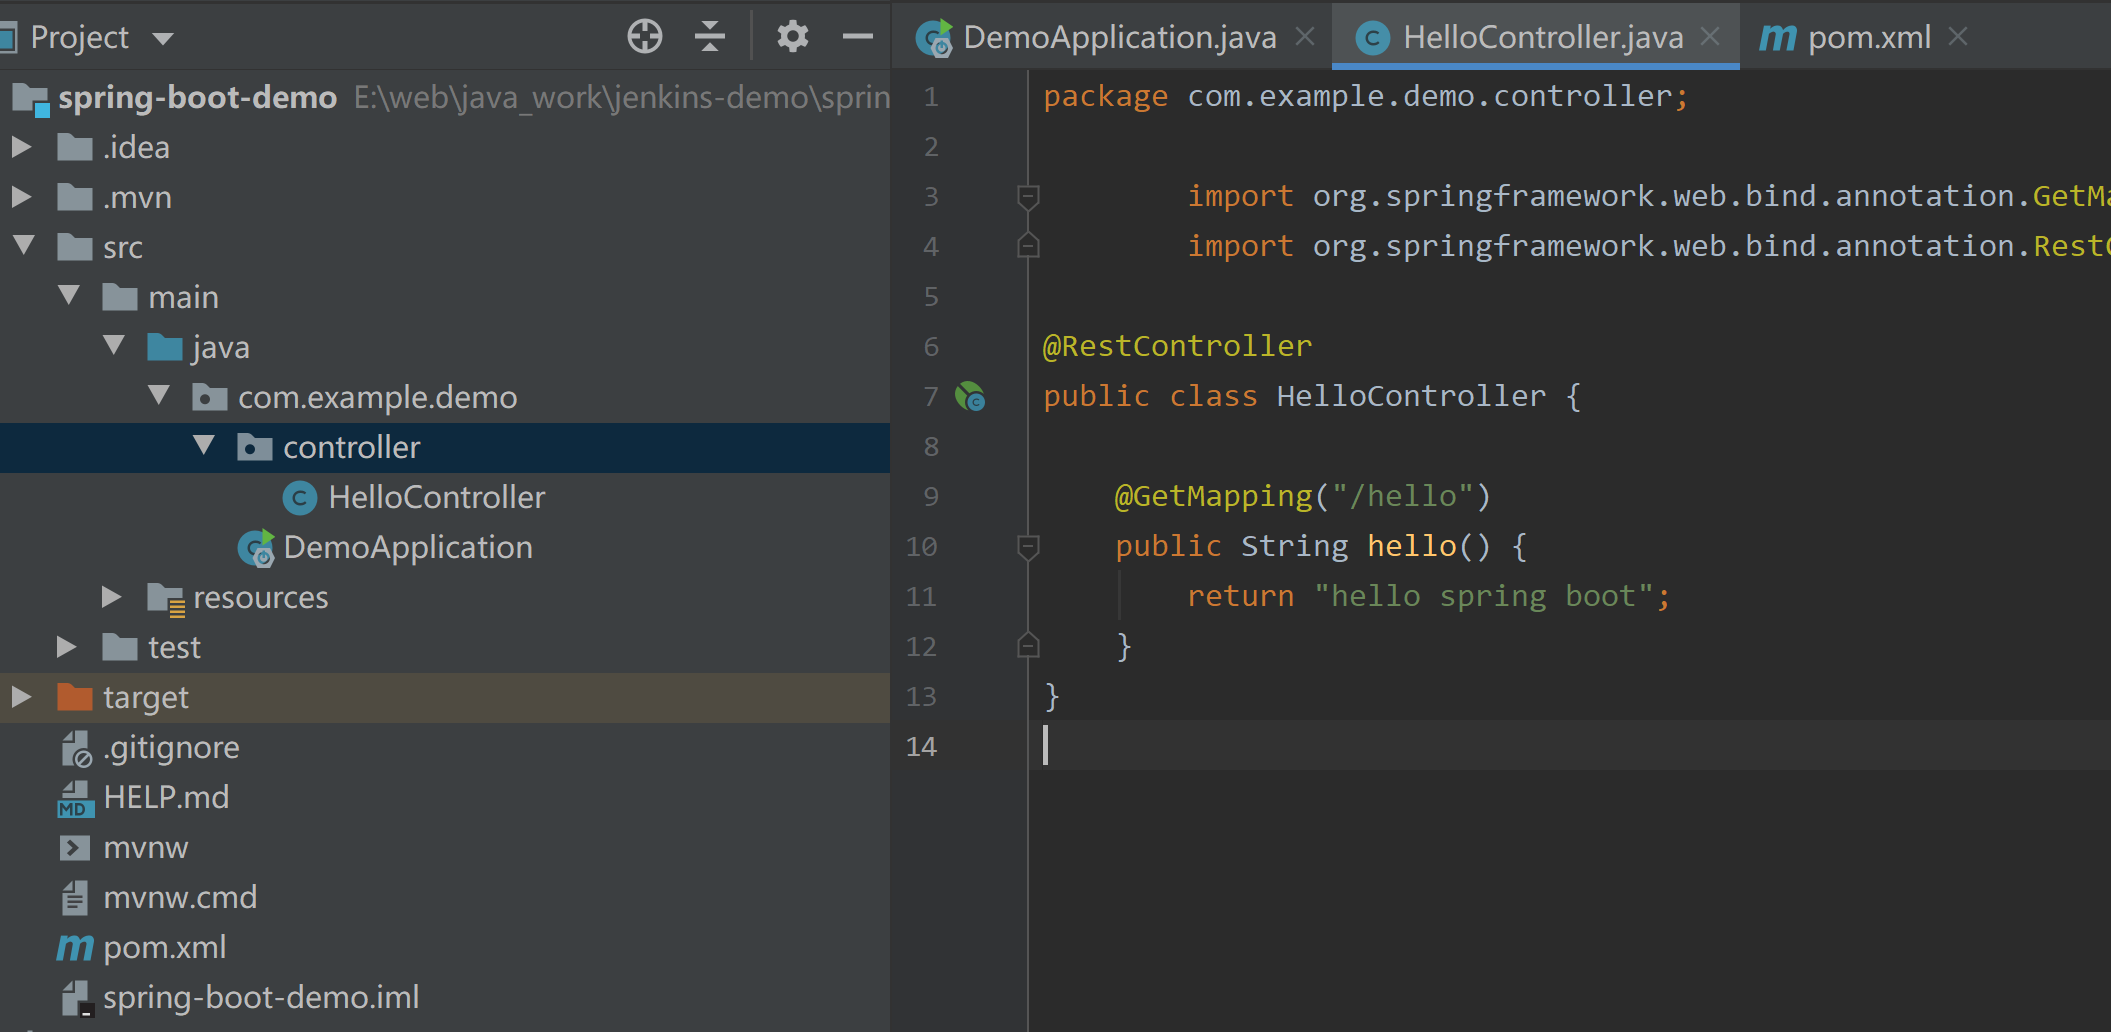 Project
spring-boot-demo E:\web\java_work\jenkins-demo\sprin
.idea
.mvn
src
main
java
com.example.demo
controller
HelloController
DemoApplication
resources
test
target
.gitignore
HELP.md
MD
mvnw
mvnw.cmd
pom.xml
spring-boot-demo.iml
DemoApplication.java HelloController.java pom.xml
1 package com.example.demo.controller;
2
3 import org.springframework.web.bind.annotation.GetMa
4 import org.springframework.web.bind.annotation.RestC
5
6 @RestController
7 public class HelloController {
8
9 @GetMapping("/hello")
10 public String hello() {
11 return "hello spring boot";
12 }
13 }
14